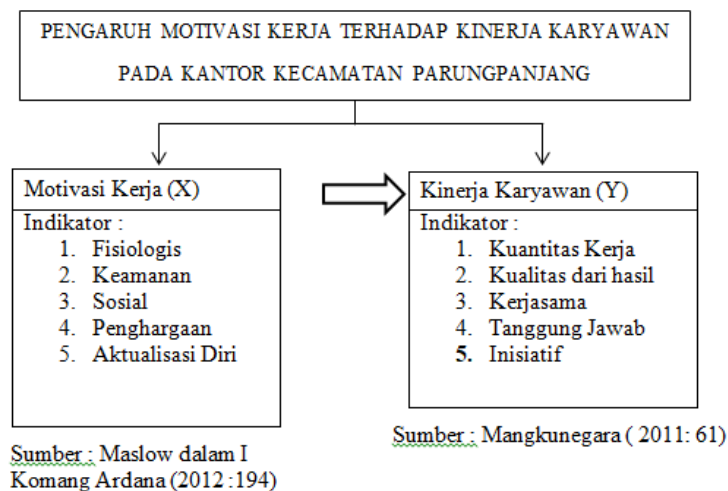 PENGARUH MOTIVASI KERJA TERHADAP KINERJA KARYAWAN
PADA KANTOR KECAMATAN PARUNGPANJANG
Motivasi Kerja (X)
Indikator :
1. Fisiologis
2. Keamanan
3. Sosial
4. Penghargaan
5. Aktualisasi Diri
Sumber : Maslow dalam I
Komang Ardana (2012 :194)
Kinerja Karyawan (Y)
Indikator :
1. Kuantitas Kerja
2. Kualitas dari hasil
3. Kerjasama
4. Tanggung Jawab
5. Inisiatif
Sumber : Mangkunegara ( 2011: 61)